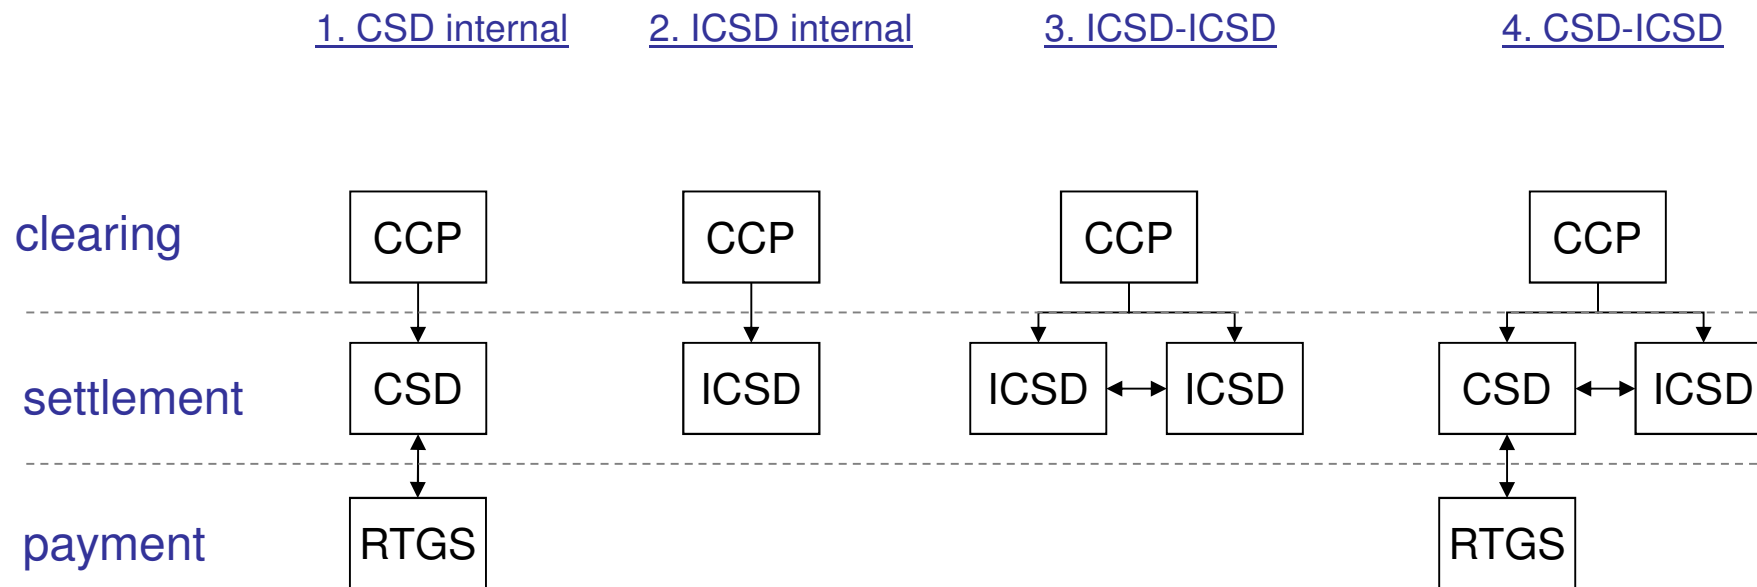 1. CSD internal 2. ICSD internal 3. ICSD-ICSD 4. CSD-ICSD
clearing CCP CCP CCP CCP
settlement CSD ICSD ICSD ICSD CSD ICSD
payment RTGS RTGS